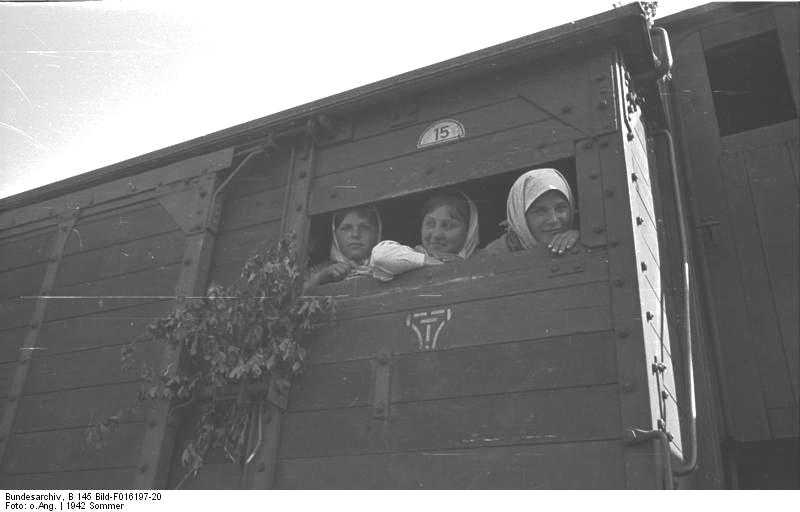 15
T
Bundesarchiv, B 145 Bild-F016197-20
Foto: o.Ang. | 1942 Sommer